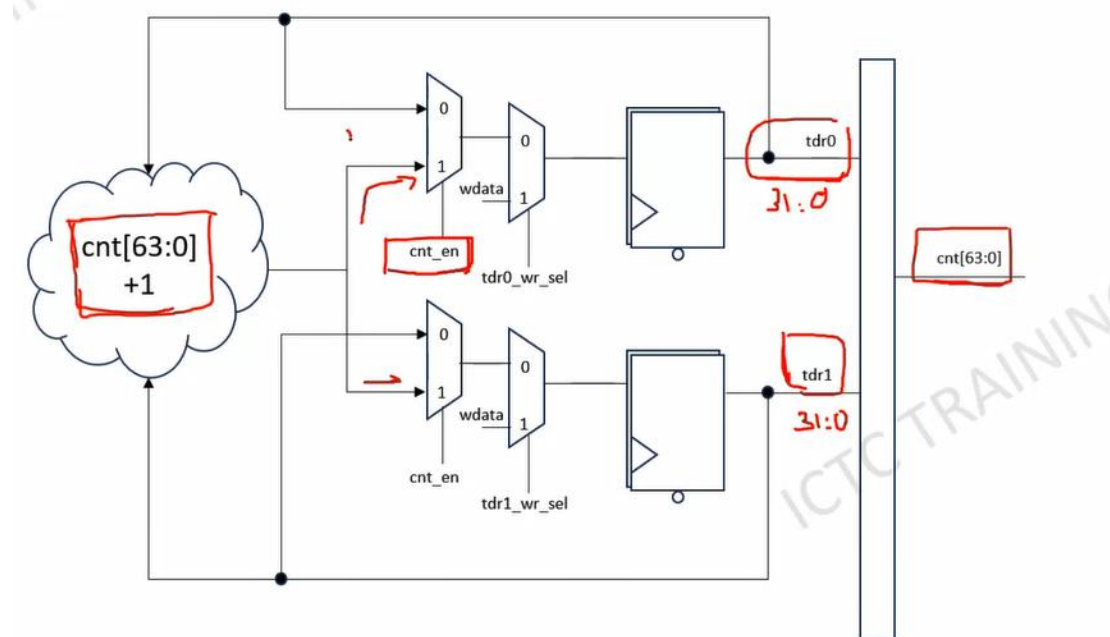 0
tdr0
1
wdata
0
1
31:0
cnt[63:0]
+1
cnt_en
tdr0_wr_sel
cnt[63:0]
0
0
tdr1
1
wdata
1
31:0
cnt_en
tdr1_wr_sel
ICTC TRAINING